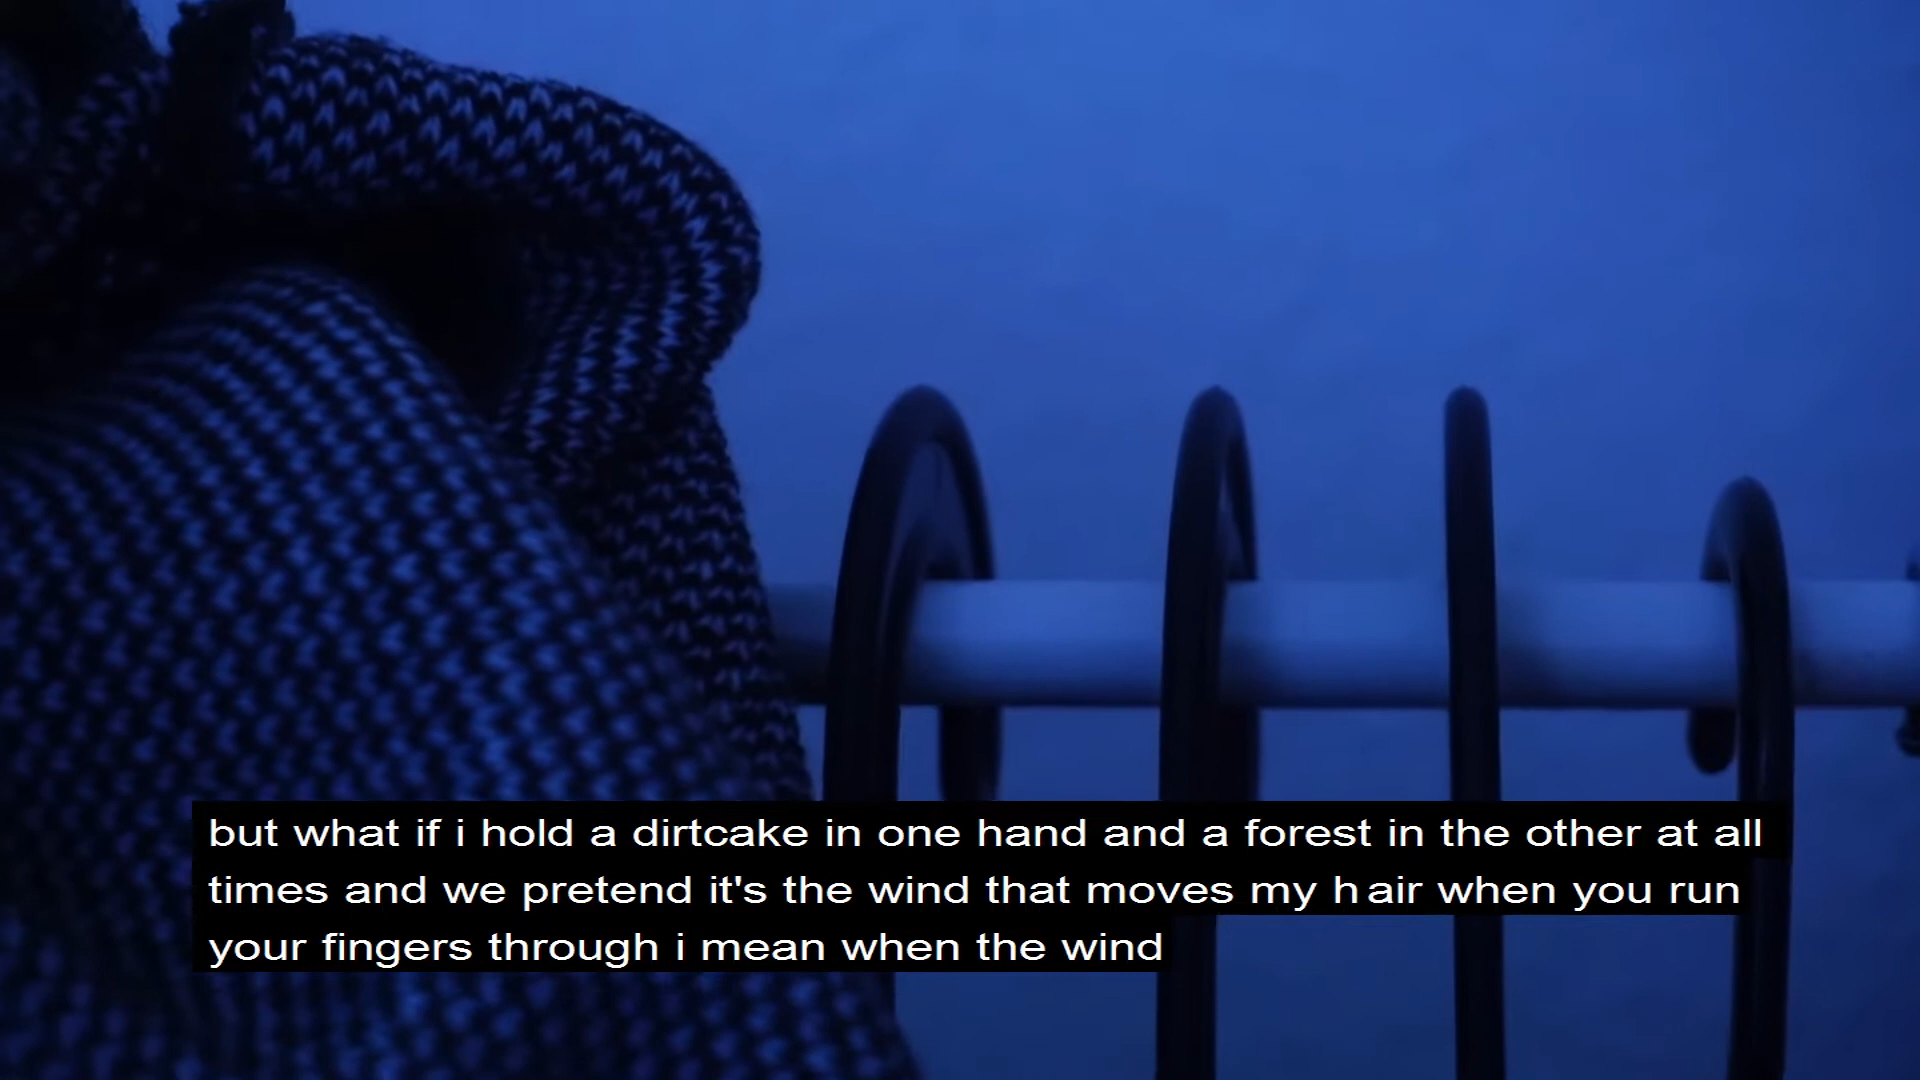 but what if i hold a dirtcake in one hand and a forest in the other at all
times and we pretend it's the wind that moves my hair when you run
your fingers through i mean when the wind